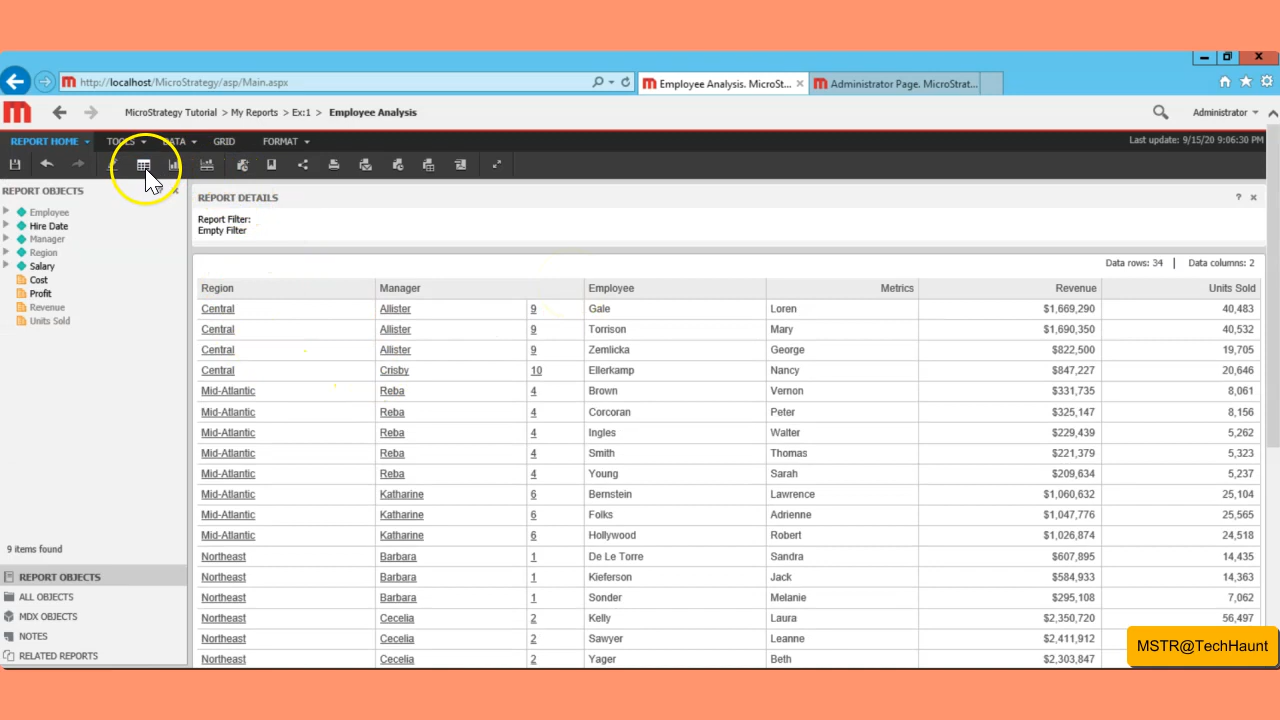 http://localhost/MicroStrategy/asp/Main.aspx
Employee Analysis. MicroSt...
Administrator Page. MicroStrat...
MicroStrategy Tutorial > My Reports > Ex:1 > Employee Analysis
Administrator
REPORT HOME TOOLS DATA GRID FORMAT
Last update: 9/15/20 9:06:30 PM
REPORT OBJECTS
Employee
Hire Date
Manager
Region
Salary
Cost
Profit
Revenue
Units Sold
9 items found
REPORT OBJECTS
ALL OBJECTS
MDX OBJECTS
NOTES
RELATED REPORTS
REPORT DETAILS
Report Filter:
Empty Filter
Data rows: 34 | Data columns: 2
Region Manager Employee Metrics Revenue Units Sold
Central Allister 9 Gale Loren $1,669,290 40,483
Central Allister 9 Torrison Mary $1,690,350 40,532
Central Allister 9 Zemlicka George $822,500 19,705
Central Crisby 10 Ellerkamp Nancy $847,227 20,646
Mid-Atlantic Reba 4 Brown Vernon $331,735 8,061
Mid-Atlantic Reba 4 Corcoran Peter $325,147 8,156
Mid-Atlantic Reba 4 Ingles Walter $229,439 5,262
Mid-Atlantic Reba 4 Smith Thomas $221,379 5,323
Mid-Atlantic Reba 4 Young Sarah $209,634 5,237
Mid-Atlantic Katharine 6 Bernstein Lawrence $1,060,632 25,104
Mid-Atlantic Katharine 6 Folks Adrienne $1,047,776 25,565
Mid-Atlantic Katharine 6 Hollywood Robert $1,026,874 24,518
Northeast Barbara 1 De Le Torre Sandra $607,895 14,435
Northeast Barbara 1 Kieferson Jack $584,933 14,363
Northeast Barbara 1 Sonder Melanie $295,108 7,062
Northeast Cecelia 2 Kelly Laura $2,350,720 56,497
Northeast Cecelia 2 Sawyer Leanne $2,411,912
Northeast Cecelia 2 Yager Beth $2,303,847
MSTR@TechHaunt